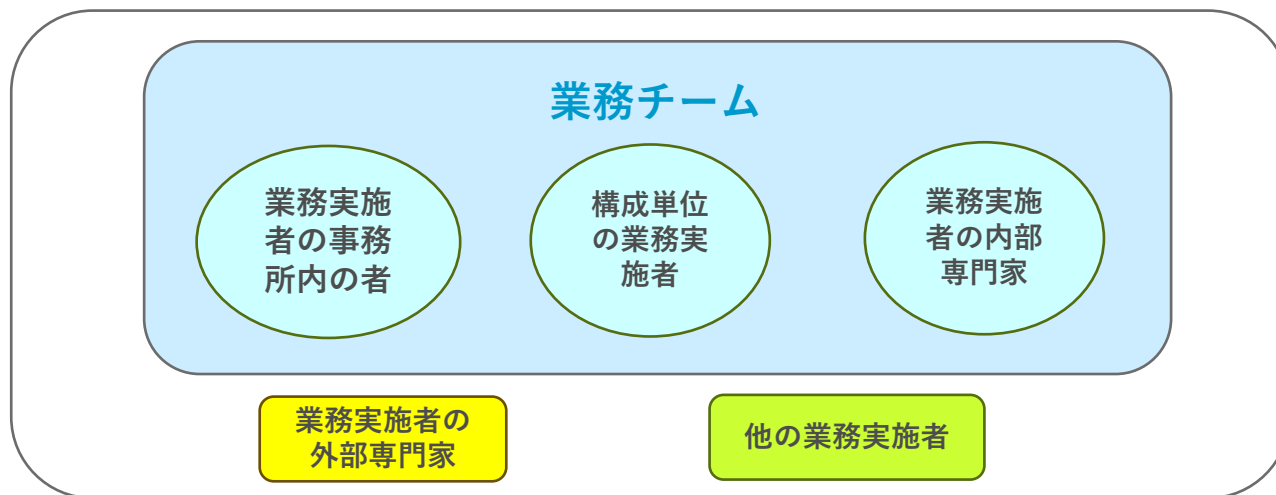 業務チーム
業務実施
者の事務
所内の者
構成単位
の業務実
施者
業務実施
者の内部
専門家
業務実施者の
外部専門家
他の業務実施者